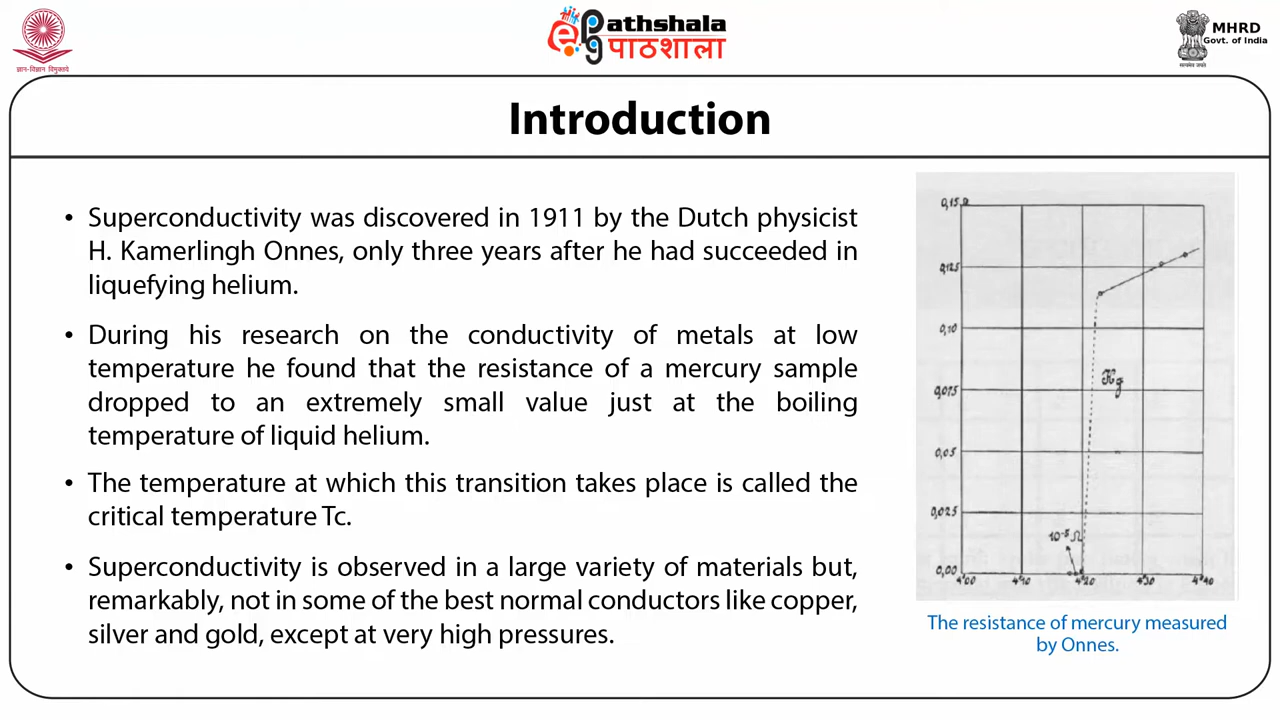 ज्ञान-विज्ञान विमुक्तये
ePathshala
पाठशाला
MHRD
Govt. of India
सत्यमेव जयते
Introduction
• Superconductivity was discovered in 1911 by the Dutch physicist
H. Kamerlingh Onnes, only three years after he had succeeded in
liquefying helium.
• During his research on the conductivity of metals at low
temperature he found that the resistance of a mercury sample
dropped to an extremely small value just at the boiling
temperature of liquid helium.
• The temperature at which this transition takes place is called the
critical temperature Tc.
• Superconductivity is observed in a large variety of materials but,
remarkably, not in some of the best normal conductors like copper,
silver and gold, except at very high pressures.
0,15Ω
0,125
0,10
0,075
0,05
0,025
0,00
Hg
10⁻⁵ Ω
4°00 4°10 4°20 4°30 4°40
The resistance of mercury measured
by Onnes.